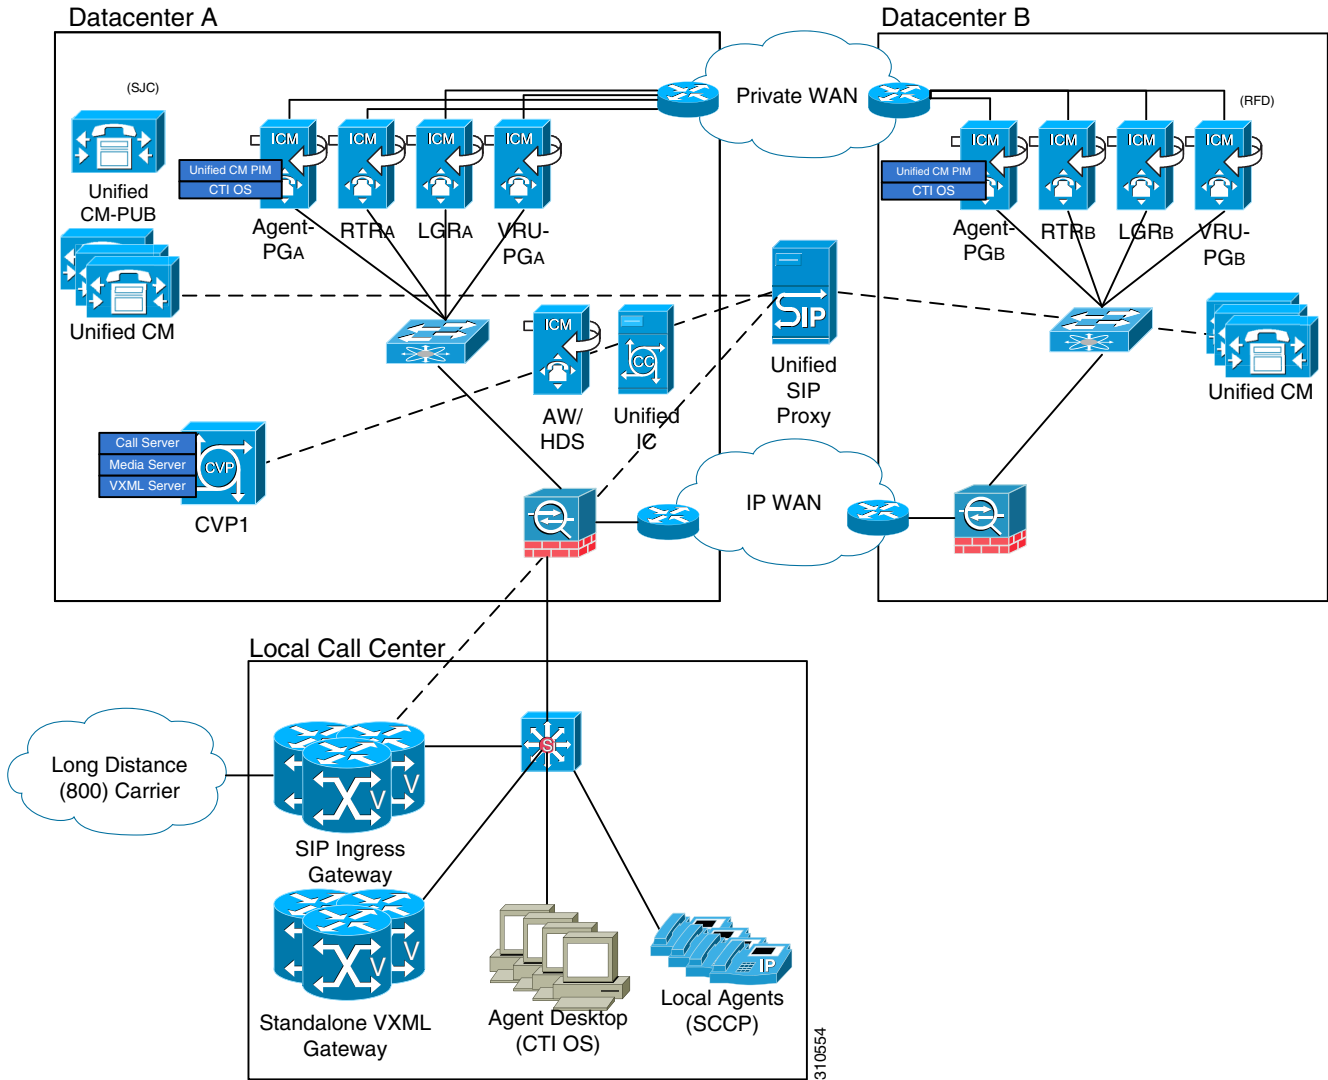 Datacenter A
Datacenter B
(SJC)
Private WAN
(RFD)
ICM
ICM
ICM
ICM
ICM
ICM
ICM
ICM
Unified CM PIM
CTI OS
Unified CM PIM
CTI OS
Unified
CM-PUB
Agent-
PGA
RTRA
LGRA
VRU-
PGA
Agent-
PGB
RTRB
LGRB
VRU-
PGB
Unified CM
ICM
CC
SIP
Unified
SIP
Proxy
Unified CM
AW/
HDS
Unified
IC
Call Server
Media Server
VXML Server
CVP
CVP1
IP WAN
Local Call Center
Long Distance
(800) Carrier
V
V
S
SIP Ingress
Gateway
V
V
IP
Standalone VXML
Gateway
Agent Desktop
(CTI OS)
Local Agents
(SCCP)
310554